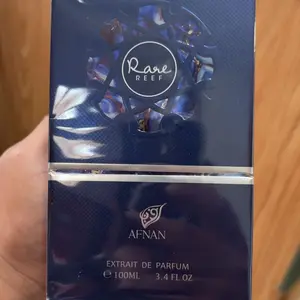 Rare
REEF
AFNAN
EXTRAIT DE PARFUM
℮ 100ML 3.4 FL OZ